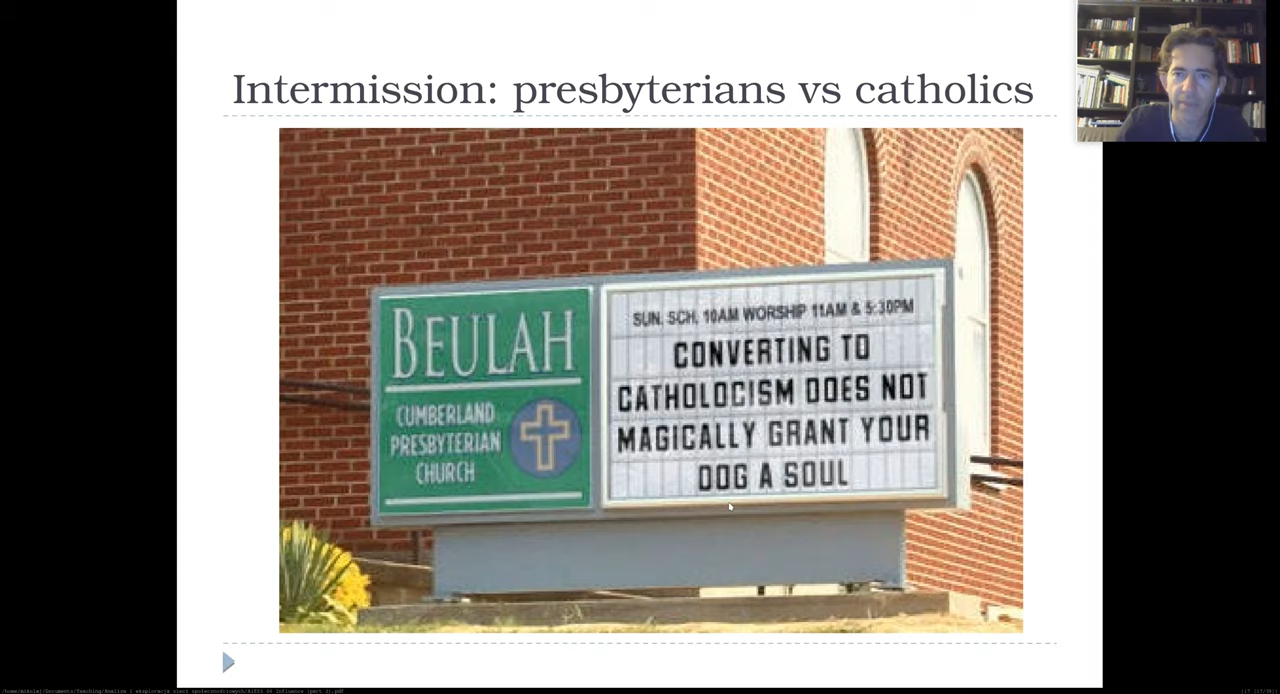 Intermission: presbyterians vs catholics
BEULAH
CUMBERLAND
PRESBYTERIAN
CHURCH
SUN. SCH. 10AM WORSHIP 11AM & 5:30PM
CONVERTING TO
CATHOLOCISM DOES NOT
MAGICALLY GRANT YOUR
DOG A SOUL